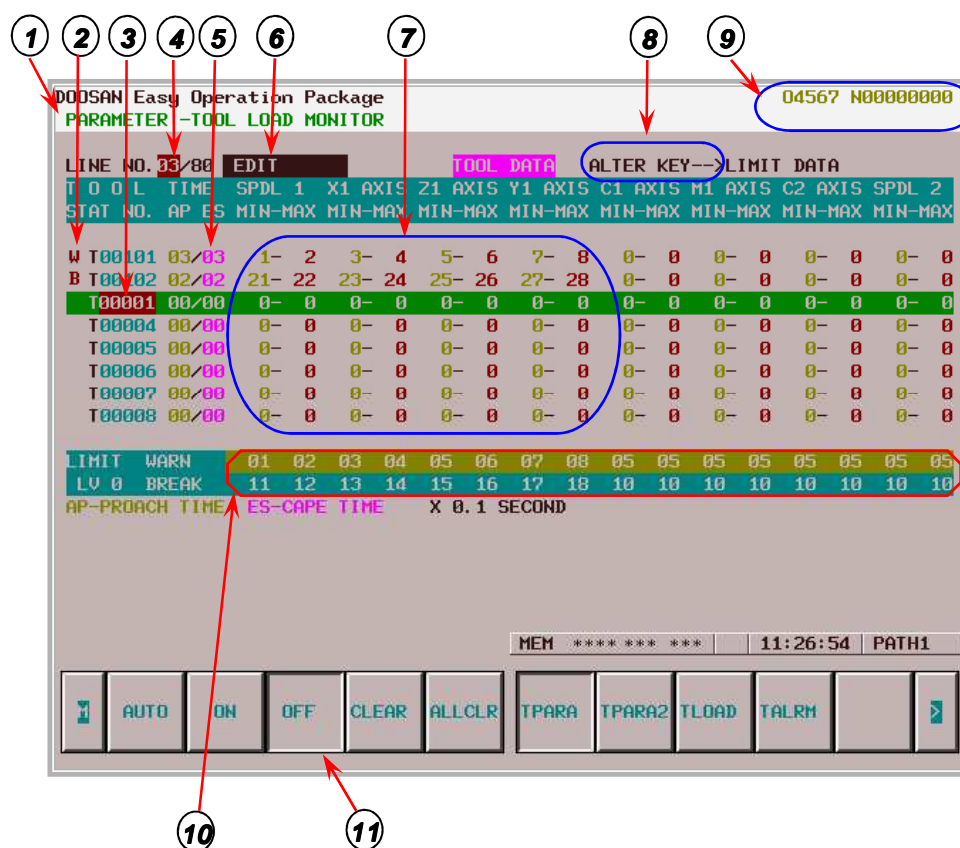 1 2 3 4 5 6 7 8 9
DOOSAN Easy Operation Package O4567 N00000000
PARAMETER -TOOL LOAD MONITOR
LINE NO. 03/80 EDIT TOOL DATA ALTER KEY-->LIMIT DATA
T O O L TIME SPDL 1 X1 AXIS Z1 AXIS Y1 AXIS C1 AXIS M1 AXIS C2 AXIS SPDL 2
STAT NO. AP ES MIN-MAX MIN-MAX MIN-MAX MIN-MAX MIN-MAX MIN-MAX MIN-MAX MIN-MAX
W T00101 03/03 1- 2 3- 4 5- 6 7- 8 0- 0 0- 0 0- 0 0- 0
B T00102 02/02 21- 22 23- 24 25- 26 27- 28 0- 0 0- 0 0- 0 0- 0
T00001 00/00 0- 0 0- 0 0- 0 0- 0 0- 0 0- 0 0- 0 0- 0
T00004 00/00 0- 0 0- 0 0- 0 0- 0 0- 0 0- 0 0- 0 0- 0
T00005 00/00 0- 0 0- 0 0- 0 0- 0 0- 0 0- 0 0- 0 0- 0
T00006 00/00 0- 0 0- 0 0- 0 0- 0 0- 0 0- 0 0- 0 0- 0
T00007 00/00 0- 0 0- 0 0- 0 0- 0 0- 0 0- 0 0- 0 0- 0
T00008 00/00 0- 0 0- 0 0- 0 0- 0 0- 0 0- 0 0- 0 0- 0
LIMIT WARN 01 02 03 04 05 06 07 08 05 05 05 05 05 05 05 05
LV 0 BREAK 11 12 13 14 15 16 17 18 10 10 10 10 10 10 10 10
AP-PROACH TIME ES-CAPE TIME X 0.1 SECOND
MEM **** *** *** 11:26:54 PATH1
AUTO ON OFF CLEAR ALLCLR TPARA TPARA2 TLOAD TALRM >
10 11